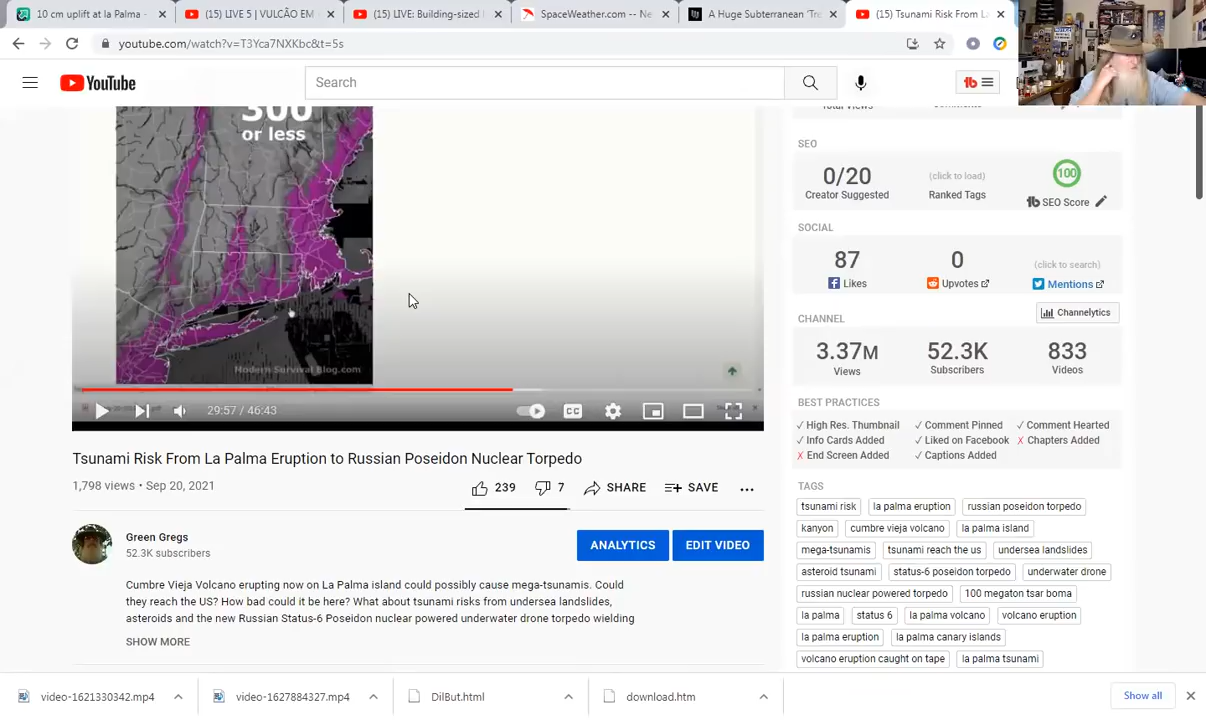 10 cm uplift at la Palma -
(15) LIVE 5 | VULCÃO EM
(15) LIVE: Building-sized
SpaceWeather.com -- Ne
A Huge Subterranean 'Tre
(15) Tsunami Risk From L
youtube.com/watch?v=T3Yca7NXKbc&t=5s
YouTube
Search
300
or less
Modern Survival Blog.com
29:57 / 46:43
CC
Tsunami Risk From La Palma Eruption to Russian Poseidon Nuclear Torpedo
1,798 views • Sep 20, 2021
239
7
SHARE
SAVE
Green Gregs
52.3K subscribers
ANALYTICS
EDIT VIDEO
Cumbre Vieja Volcano erupting now on La Palma island could possibly cause mega-tsunamis. Could
they reach the US? How bad could it be here? What about tsunami risks from undersea landslides,
asteroids and the new Russian Status-6 Poseidon nuclear powered underwater drone torpedo wielding
SHOW MORE
Total Views
SEO
0/20
Creator Suggested
(click to load)
Ranked Tags
100
SEO Score
SOCIAL
87
Likes
0
Upvotes
(click to search)
Mentions
CHANNEL
Channelytics
3.37M
Views
52.3K
Subscribers
833
Videos
BEST PRACTICES
✓ High Res. Thumbnail ✓ Comment Pinned ✓ Comment Hearted
✓ Info Cards Added ✓ Liked on Facebook X Chapters Added
X End Screen Added ✓ Captions Added
TAGS
tsunami risk la palma eruption russian poseidon torpedo
kanyon cumbre vieja volcano la palma island
mega-tsunamis tsunami reach the us undersea landslides
asteroid tsunami status-6 poseidon torpedo underwater drone
russian nuclear powered torpedo 100 megaton tsar boma
la palma status 6 la palma volcano volcano eruption
la palma eruption la palma canary islands
volcano eruption caught on tape la palma tsunami
video-1621330342.mp4
video-1627884327.mp4
DilBut.html
download.htm
Show all